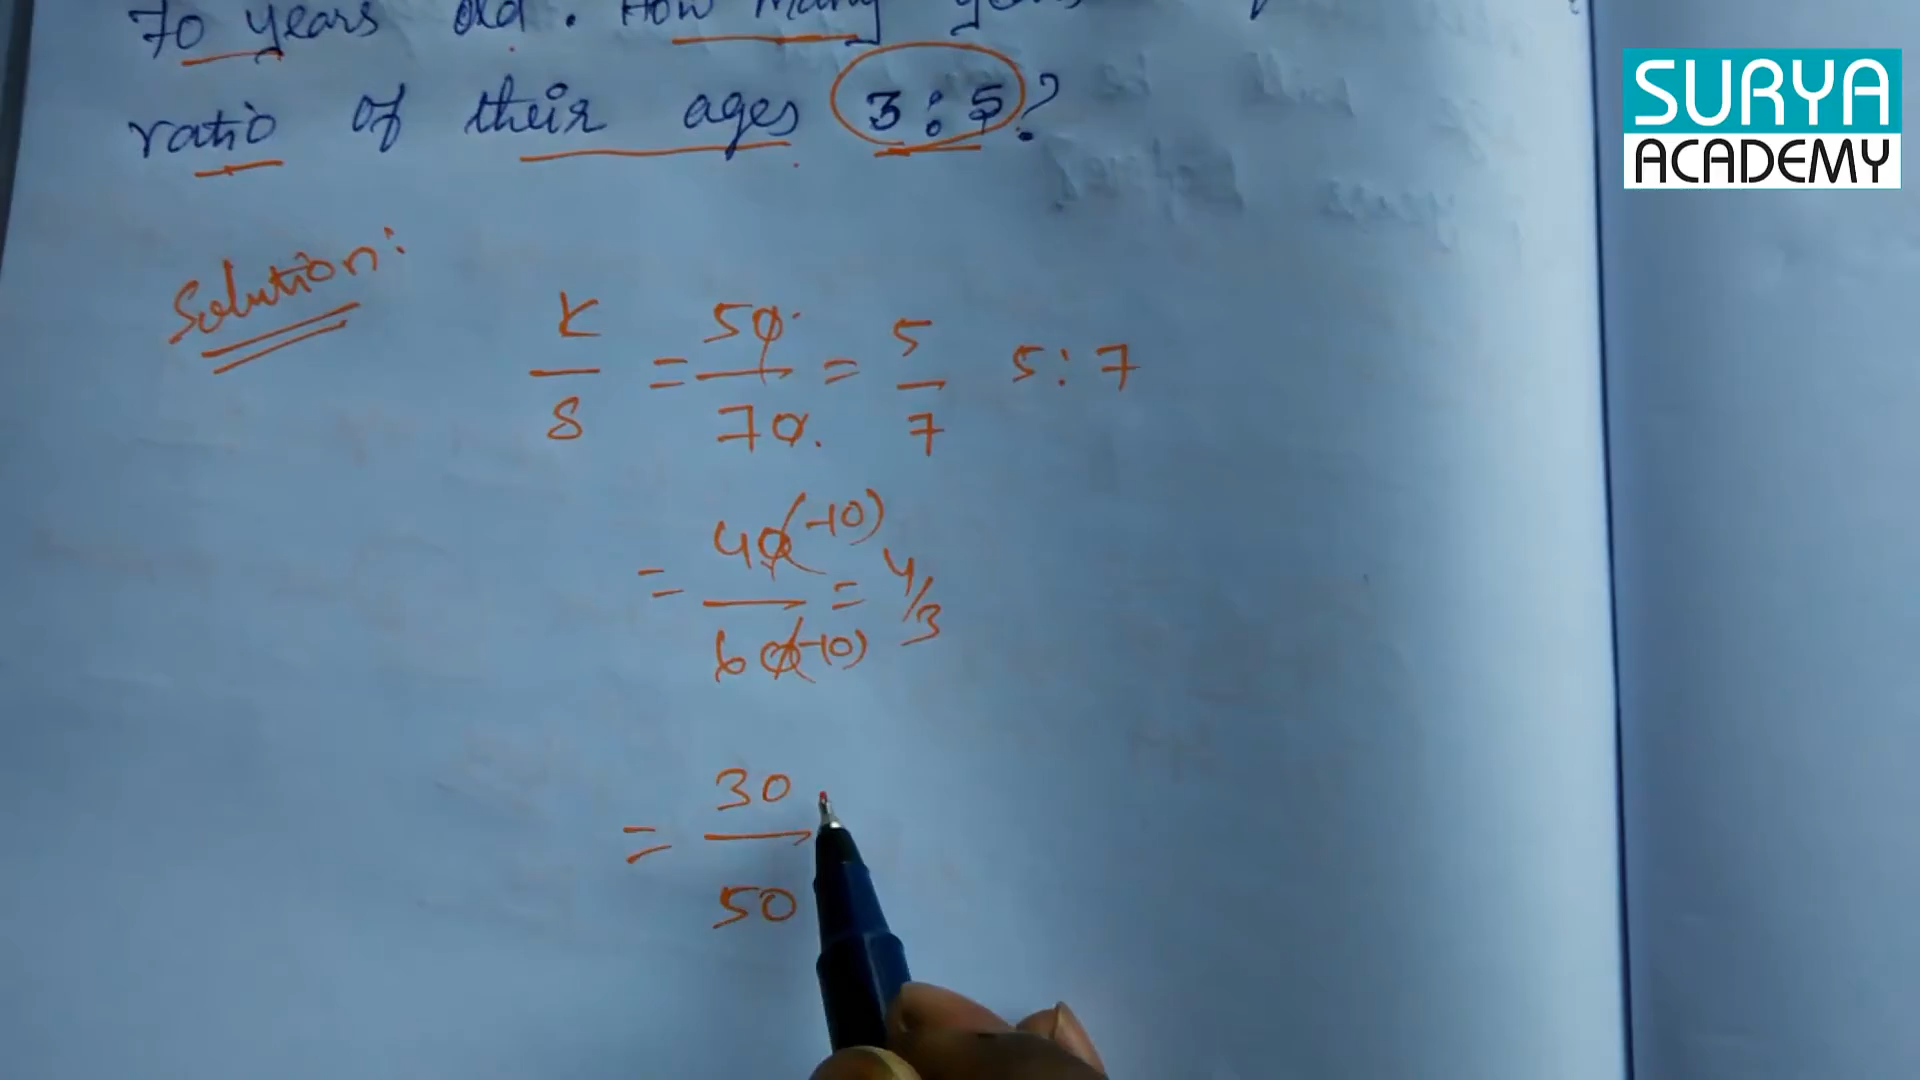 70 years old. How many
ratio of their ages 3:5?
SURYA
ACADEMY
Solution:
K/S = 50/70 = 5/7 5:7
= 40(-10)/60(-10) = 4/3
= 30/50